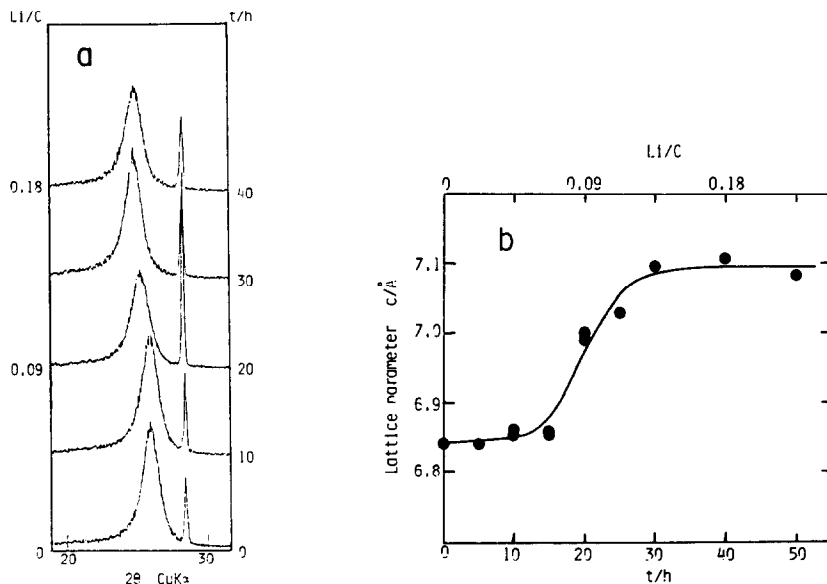 Li/C t/h
a
0.18 40
30
20
0.09
10
0 0
20 30
2θ CuKα
Li/C
0 0.09 0.18
b
7.1
7.0
6.9
6.8
Lattice parameter c/Å
0 10 20 30 40 50
t/h